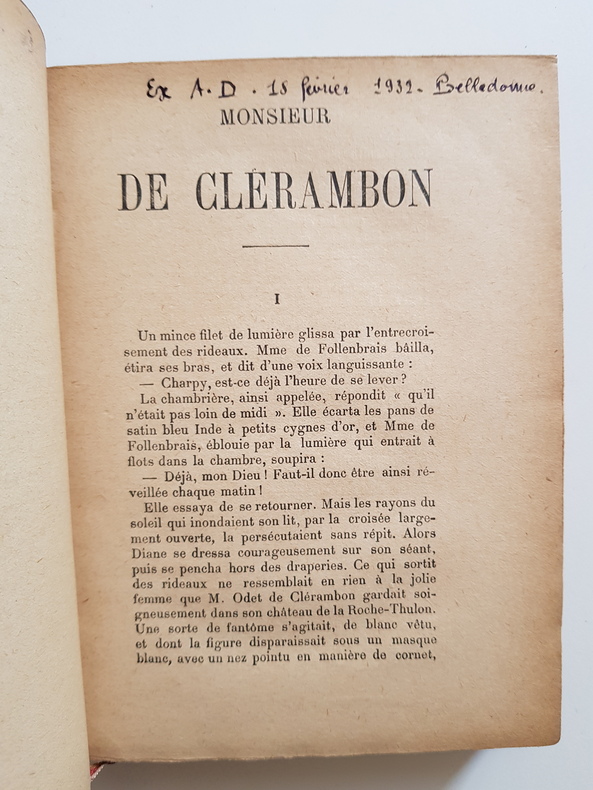 Ex A. D. 18 février 1932. Belladone.
MONSIEUR
DE CLÉRAMBON
I
Un mince filet de lumière glissa par l'entrecroi-
sement des rideaux. Mme de Follenbrais bâilla,
étira ses bras, et dit d'une voix languissante :
— Charpy, est-ce déjà l'heure de se lever ?
La chambrière, ainsi appelée, répondit « qu'il
n'était pas loin de midi ». Elle écarta les pans de
satin bleu Inde à petits cygnes d'or, et Mme de
Follenbrais, éblouie par la lumière qui entrait à
flots dans la chambre, soupira :
— Déjà, mon Dieu ! Faut-il donc être ainsi ré-
veillée chaque matin !
Elle essaya de se retourner. Mais les rayons du
soleil qui inondaient son lit, par la croisée large-
ment ouverte, la persécutaient sans répit. Alors
Diane se dressa courageusement sur son séant,
puis se pencha hors des draperies. Ce qui sortit
des rideaux ne ressemblait en rien à la jolie
femme que M. Odet de Clérambon gardait soi-
gneusement dans son château de la Roche-Thulon.
Une sorte de fantôme s'agitait, de blanc vêtu,
et dont la figure disparaissait sous un masque
blanc, avec un nez pointu en manière de cornet,